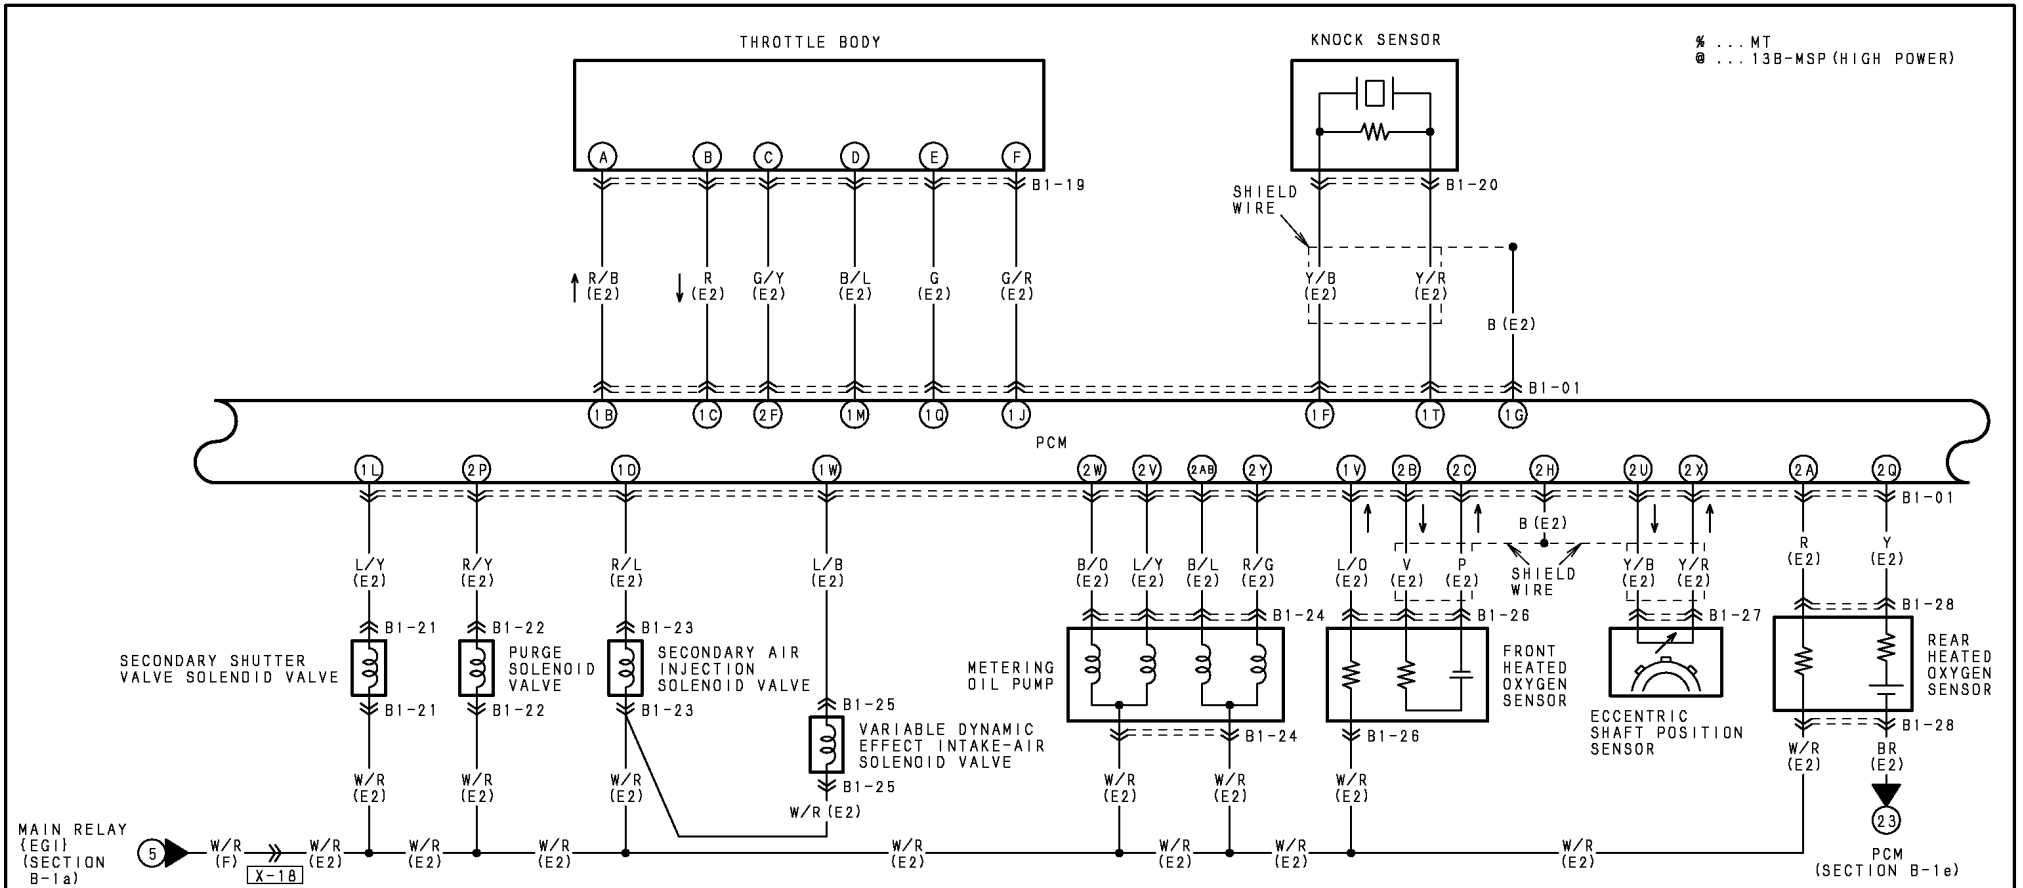 THROTTLE BODY
KNOCK SENSOR
% ... MT
@ ... 13B-MSP(HIGH POWER)
A B C D E F
B1-19
B1-20
SHIELD
WIRE
R/B
(E2)
R
(E2)
G/Y
(E2)
B/L
(E2)
G
(E2)
G/R
(E2)
Y/B
(E2)
Y/R
(E2)
B(E2)
B1-01
1B 1C 2F 1M 1Q 1J 1F 1T 1G
PCM
1L 2P 1O 1W 2W 2V 2AB 2Y 1V 2B 2C 2H 2U 2X 2A 2Q
B1-01
L/Y
(E2)
R/Y
(E2)
R/L
(E2)
L/B
(E2)
B/O
(E2)
L/Y
(E2)
B/L
(E2)
R/G
(E2)
L/O
(E2)
V
(E2)
P
(E2)
B(E2)
SHIELD
WIRE
Y/B
(E2)
Y/R
(E2)
R
(E2)
Y
(E2)
B1-21
B1-22
B1-23
B1-24
B1-26
B1-27
B1-28
SECONDARY SHUTTER
VALVE SOLENOID VALVE
PURGE
SOLENOID
VALVE
SECONDARY AIR
INJECTION
SOLENOID VALVE
METERING
OIL PUMP
FRONT
HEATED
OXYGEN
SENSOR
ECCENTRIC
SHAFT POSITION
SENSOR
REAR
HEATED
OXYGEN
SENSOR
B1-21
B1-22
B1-23
B1-25
VARIABLE DYNAMIC
EFFECT INTAKE-AIR
SOLENOID VALVE
B1-25
B1-24
B1-26
B1-28
W/R
(E2)
W/R
(E2)
W/R
(E2)
W/R(E2)
W/R
(E2)
W/R
(E2)
W/R
(E2)
W/R
(E2)
BR
(E2)
23
PCM
(SECTION B-1e)
MAIN RELAY
{EGI}
(SECTION
B-1a)
5
W/R
(F)
X-18
W/R
(E2)
W/R
(E2)
W/R
(E2)
W/R
(E2)
W/R
(E2)
W/R
(E2)
W/R
(E2)